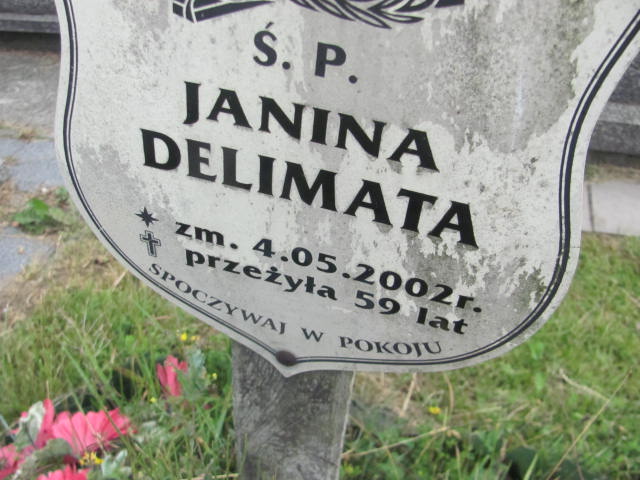 Ś. P.
JANINA
DELIMATA
zm. 4.05.2002r.
przeżyła 59 lat
SPOCZYWAJ W POKOJU